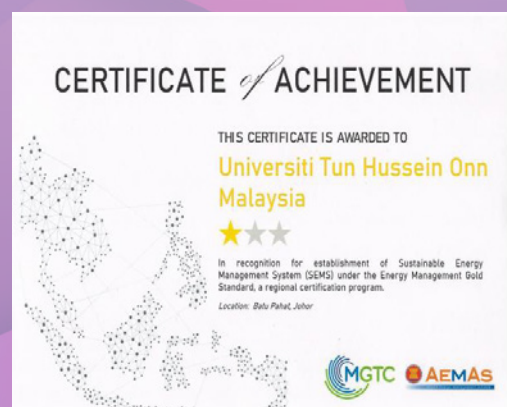 CERTIFICATE of ACHIEVEMENT
THIS CERTIFICATE IS AWARDED TO
Universiti Tun Hussein Onn
Malaysia
In recognition for establishment of Sustainable Energy
Management System (SEMS) under the Energy Management Gold
Standard, a regional certification program.
Location: Batu Pahat, Johor
MGTC AEMAS